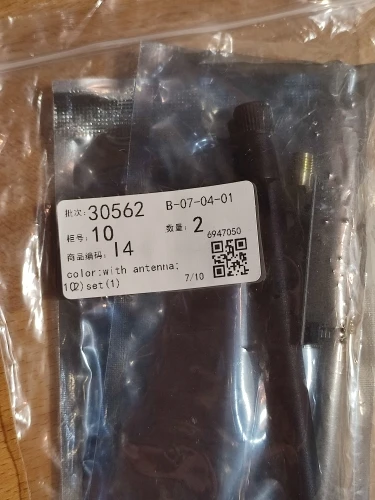 批次:30562 B-07-04-01
柜号:10 数量:2 6947050
商品编码:14
color:with antenna;
1(2)set(1) 7/10